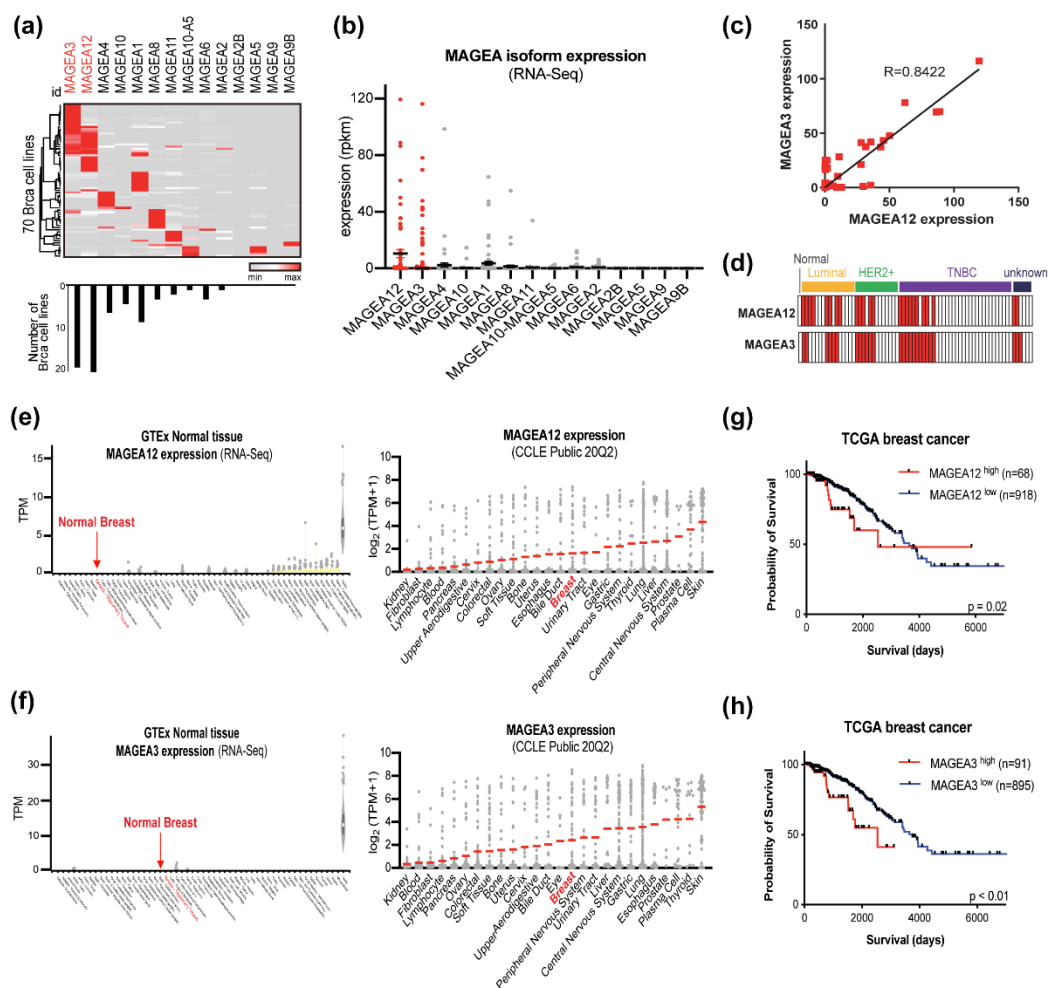 (a)
MAGEA3
MAGEA12
MAGEA4
MAGEA10
MAGEA1
MAGEA8
MAGEA11
MAGEA10-A5
MAGEA6
MAGEA2
MAGEA2B
MAGEA5
MAGEA9
MAGEA9B
id
70 Brca cell lines
min max
0
10
20
Number of
Brca cell lines
(b)
MAGEA isoform expression
(RNA-Seq)
expression (rpkm)
120
80
40
0
MAGEA12
MAGEA3
MAGEA4
MAGEA10
MAGEA1
MAGEA8
MAGEA11
MAGEA10-MAGEA5
MAGEA6
MAGEA2
MAGEA2B
MAGEA5
MAGEA9
MAGEA9B
(c)
MAGEA3 expression
150
100
50
0
R=0.8422
0 50 100 150
MAGEA12 expression
(d)
Normal
Luminal HER2+ TNBC unknown
MAGEA12
MAGEA3
(e)
GTEx Normal tissue
MAGEA12 expression (RNA-Seq)
TPM
15
10
5
0
Normal Breast
MAGEA12 expression
(CCLE Public 20Q2)
log2 (TPM+1)
10
8
6
4
2
0
Kidney
Fibroblast
Lymphocyte
Blood
Pancreas
Upper Aerodigestive
Cervix
Colorectal
Ovary
Soft Tissue
Bone
Uterus
Esophagus
Bile Duct
Breast
Urinary Tract
Eye
Gastric
Peripheral Nervous System
Thyroid
Lung
Liver
Central Nervous System
Prostate
Plasma Cell
Skin
(g)
TCGA breast cancer
Probability of Survival
100
50
0
MAGEA12 high (n=68)
MAGEA12 low (n=918)
p = 0.02
0 2000 4000 6000
Survival (days)
(f)
GTEx Normal tissue
MAGEA3 expression (RNA-Seq)
TPM
30
20
10
0
Normal Breast
MAGEA3 expression
(CCLE Public 20Q2)
log2 (TPM+1)
10
8
6
4
2
0
Kidney
Blood
Fibroblast
Lymphocyte
Pancreas
Ovary
Colorectal
Soft Tissue
Bone
Uterus
Cervix
Upper Aerodigestive
Bile Duct
Eye
Breast
Peripheral Nervous System
Urinary Tract
Liver
Central Nervous System
Gastric
Lung
Esophagus
Prostate
Plasma Cell
Thyroid
Skin
(h)
TCGA breast cancer
Probability of Survival
100
50
0
MAGEA3 high (n=91)
MAGEA3 low (n=895)
p < 0.01
0 2000 4000 6000
Survival (days)